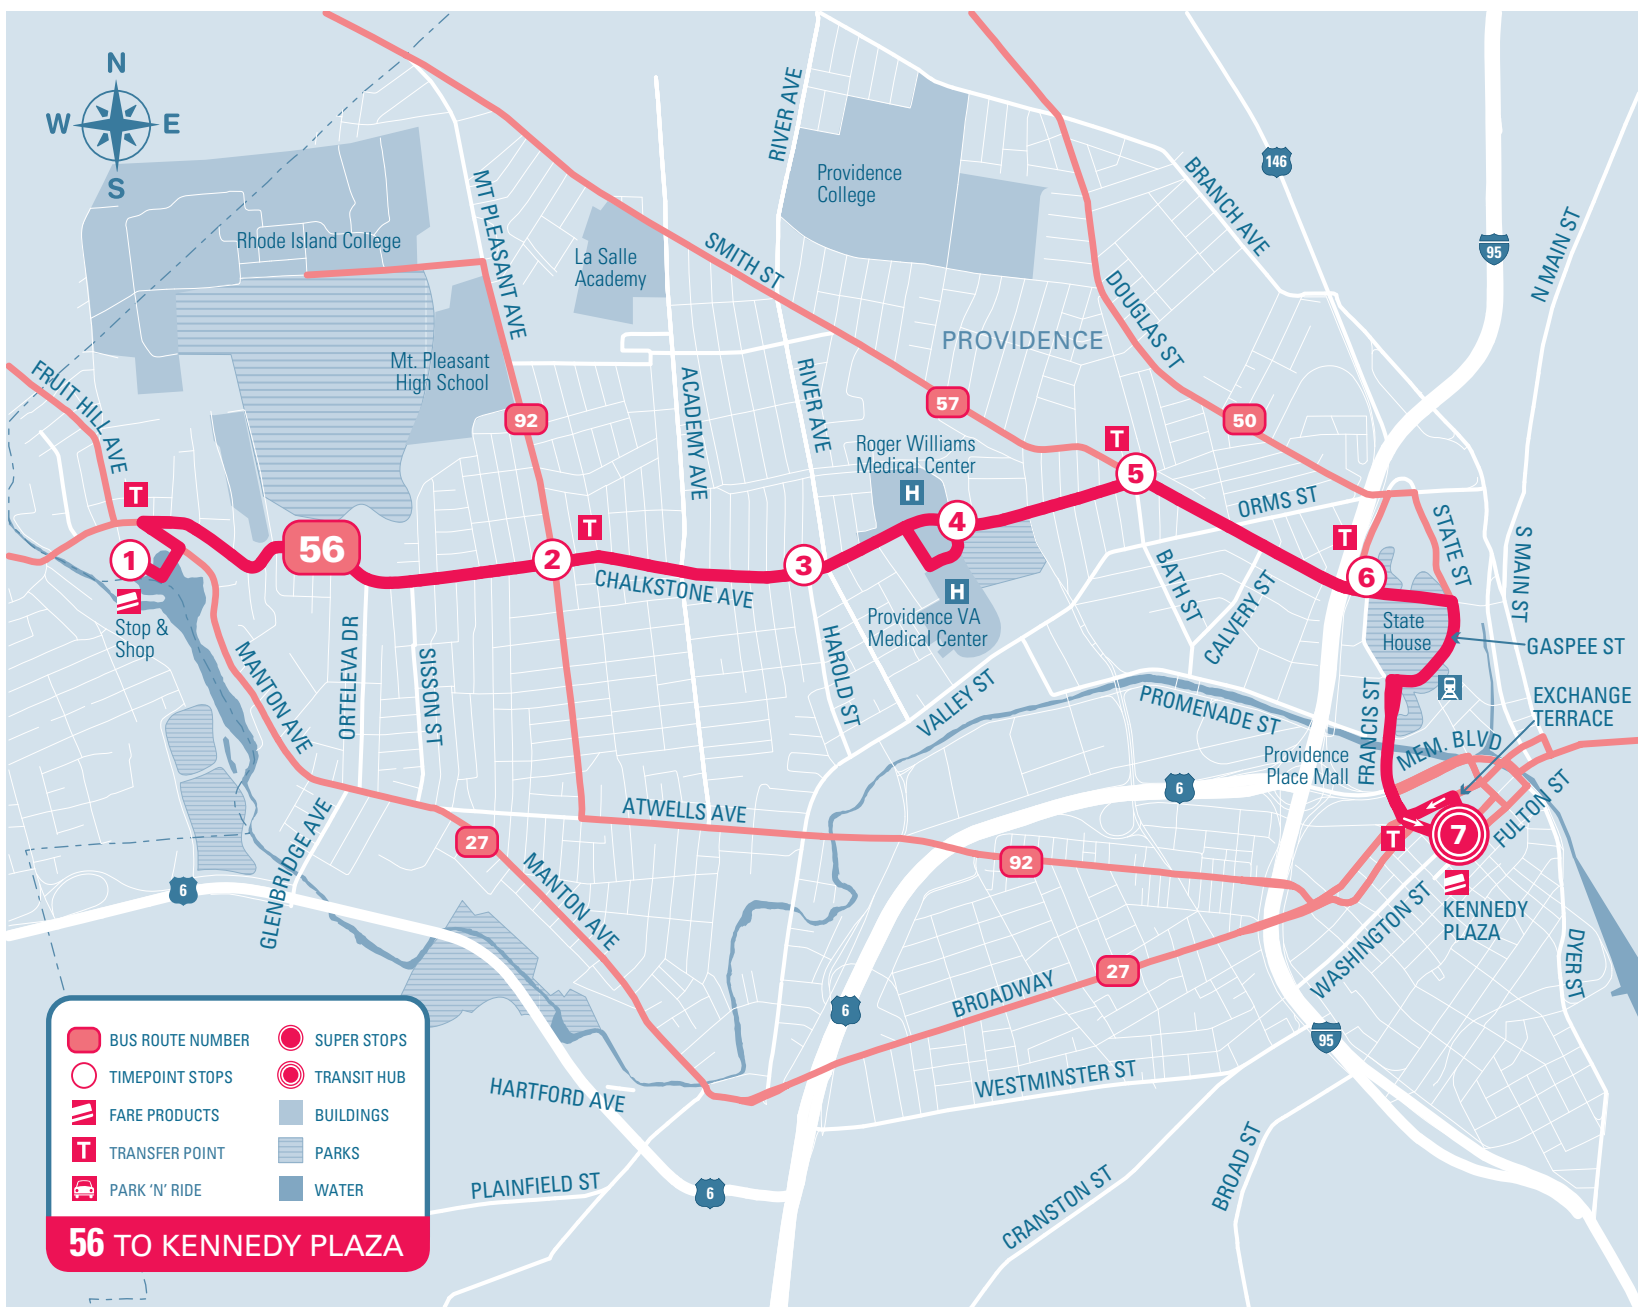 N
W
E
S
RIVER AVE
146
95
N MAIN ST
BRANCH AVE
Providence
College
MT PLEASANT AVE
Rhode Island College
La Salle
Academy
SMITH ST
DOUGLAS ST
PROVIDENCE
Mt. Pleasant
High School
FRUIT HILL AVE
ACADEMY AVE
RIVER AVE
92
57
50
Roger Williams
Medical Center
H
T
5
T
ORMS ST
STATE ST
S MAIN ST
1
56
2
T
3
4
T
6
CHALKSTONE AVE
H
Providence VA
Medical Center
BATH ST
CALVERY ST
State
House
GASPEE ST
Stop &
Shop
MANTON AVE
ORTELEVA DR
SISSON ST
HAROLD ST
VALLEY ST
PROMENADE ST
FRANCIS ST
EXCHANGE
TERRACE
MEM. BLVD
Providence
Place Mall
6
ATWELLS AVE
FULTON ST
T
7
GLENBRIDGE AVE
27
92
6
MANTON AVE
KENNEDY
PLAZA
WASHINGTON ST
DYER ST
27
BROADWAY
6
95
WESTMINSTER ST
HARTFORD AVE
PLAINFIELD ST
6
CRANSTON ST
BROAD ST
BUS ROUTE NUMBER
SUPER STOPS
TIMEPOINT STOPS
TRANSIT HUB
FARE PRODUCTS
BUILDINGS
T
TRANSFER POINT
PARKS
PARK 'N' RIDE
WATER
56 TO KENNEDY PLAZA